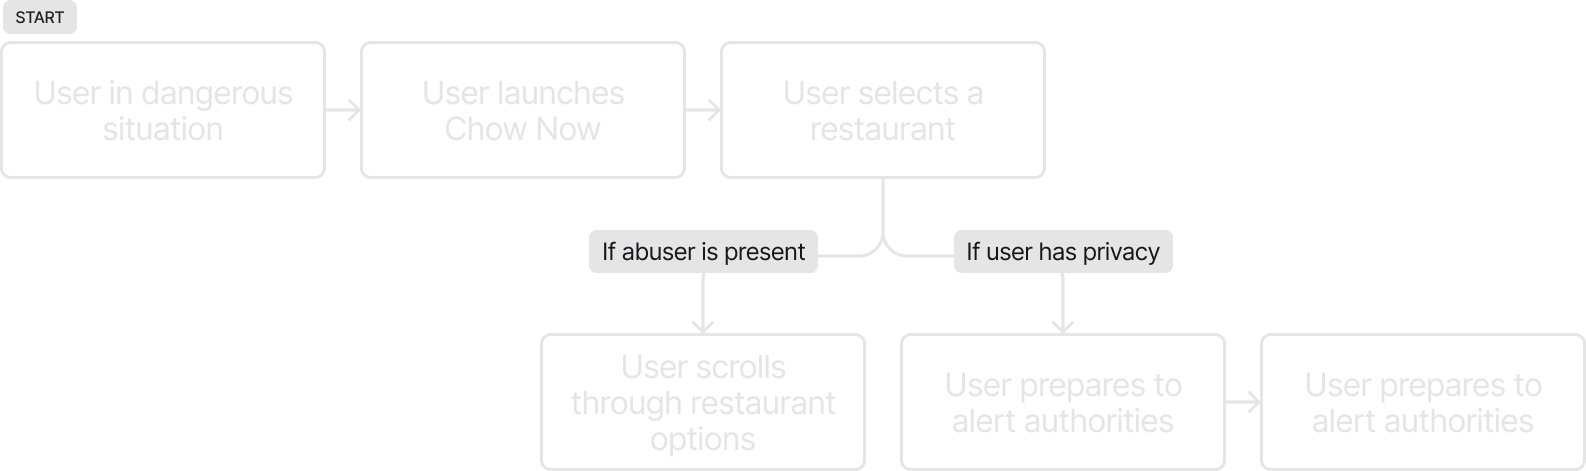 START
User in dangerous
situation
User launches
Chow Now
User selects a
restaurant
If abuser is present
If user has privacy
User scrolls
through restaurant
options
User prepares to
alert authorities
User prepares to
alert authorities